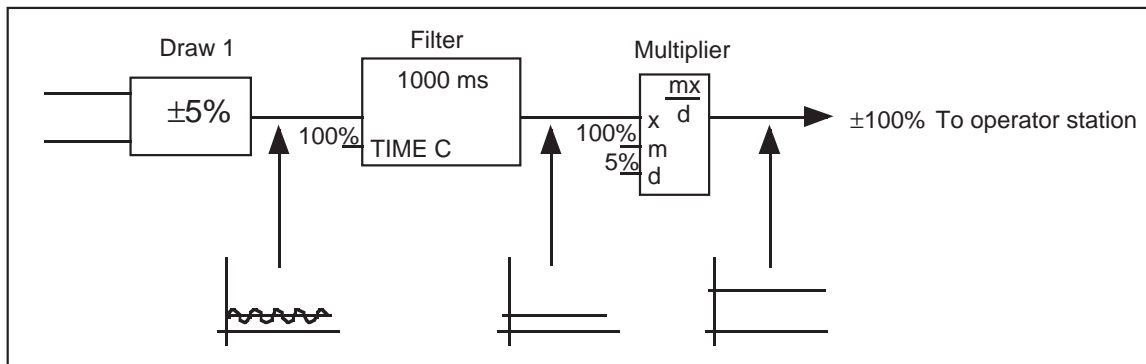 Draw 1
±5%
Filter
1000 ms
100%
TIME C
Multiplier
mx
d
x
100%
m
5%
d
±100% To operator station